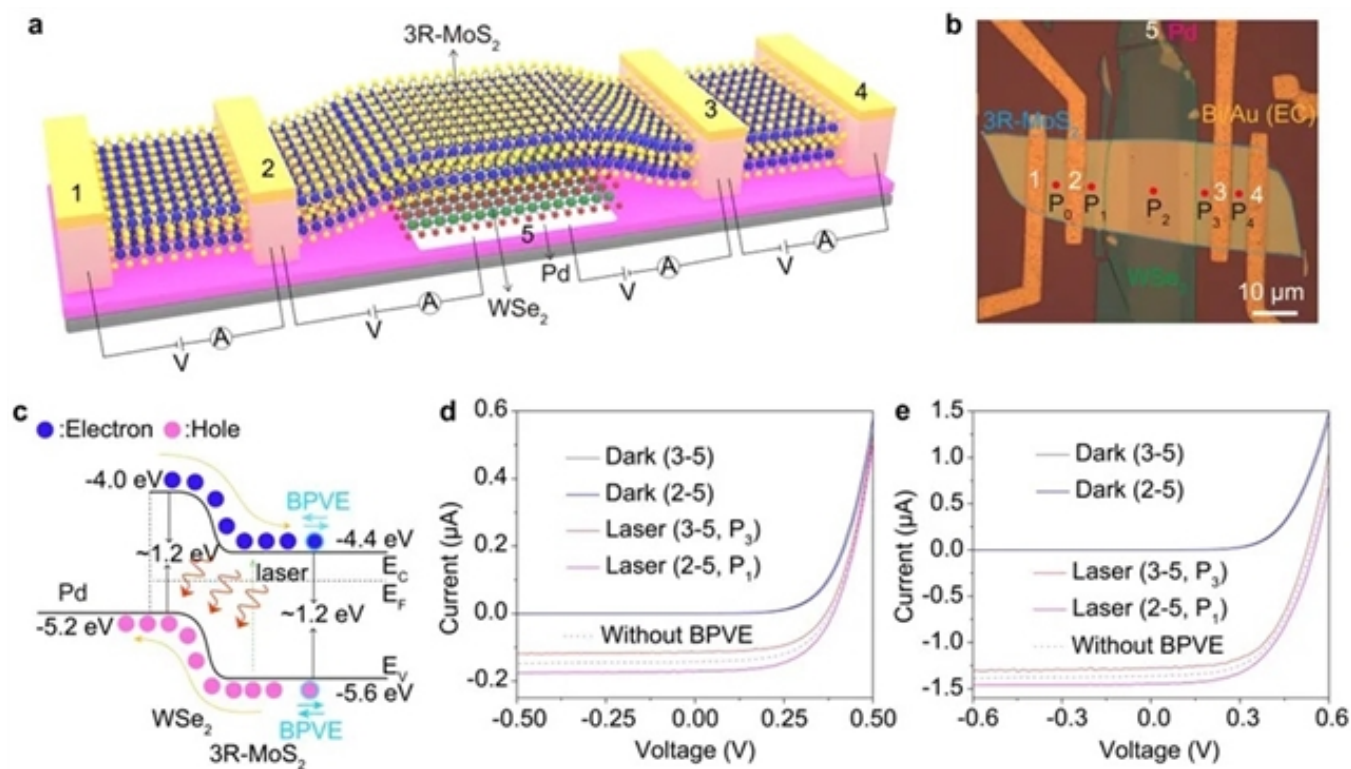 a
3R-MoS₂
1
2
3
4
5
Pd
WSe₂
V
A
V
A
V
A
V
A
b
5 Pd
3R-MoS₂
Bi/Au (EC)
1
2
3
4
P₀
P₁
P₂
P₃
P₄
WSe₂
10 µm
c
:Electron :Hole
-4.0 eV
BPVE
-4.4 eV
~1.2 eV
laser
E_C
E_F
Pd
~1.2 eV
-5.2 eV
E_V
-5.6 eV
WSe₂
BPVE
3R-MoS₂
d
0.6
0.4
0.2
0.0
-0.2
Current (µA)
Dark (3-5)
Dark (2-5)
Laser (3-5, P₃)
Laser (2-5, P₁)
Without BPVE
-0.50 -0.25 0.00 0.25 0.50
Voltage (V)
e
1.5
1.0
0.5
0.0
-0.5
-1.0
-1.5
Current (µA)
Dark (3-5)
Dark (2-5)
Laser (3-5, P₃)
Laser (2-5, P₁)
Without BPVE
-0.6 -0.3 0.0 0.3 0.6
Voltage (V)